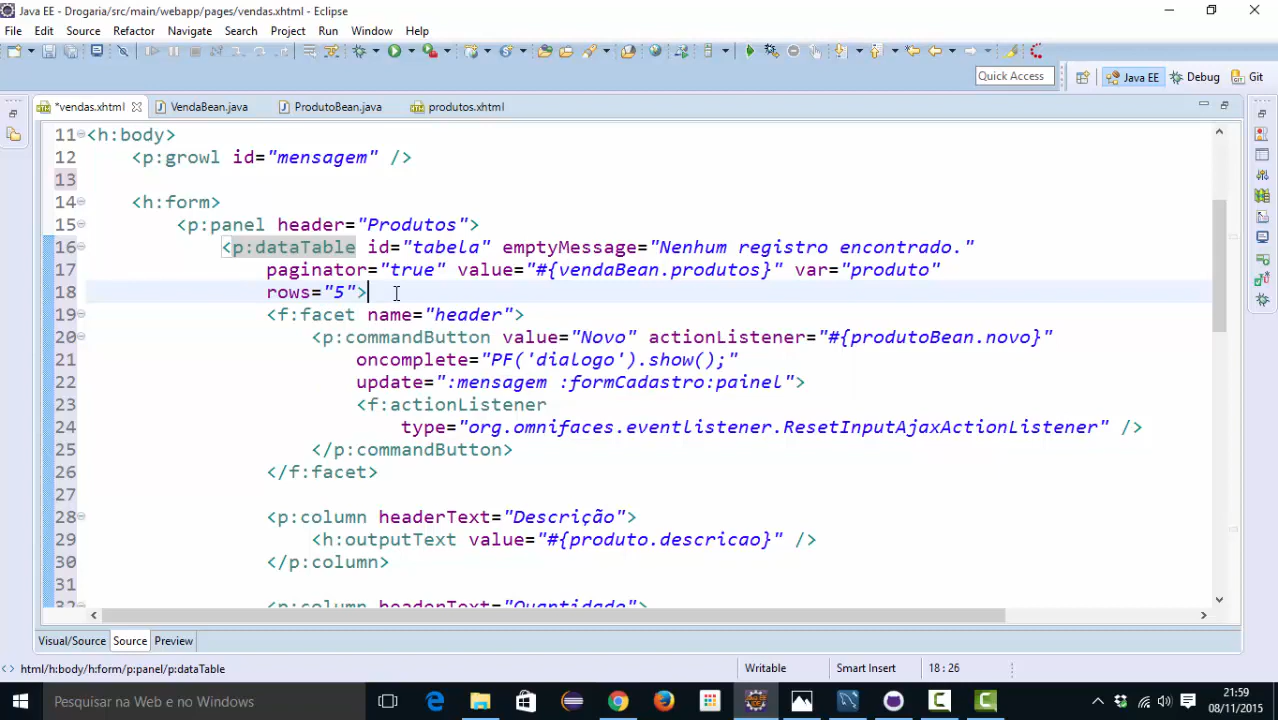 Java EE - Drogaria/src/main/webapp/pages/vendas.xhtml - Eclipse
File Edit Source Refactor Navigate Search Project Run Window Help
Quick Access Java EE Debug Git
*vendas.xhtml VendaBean.java ProdutoBean.java produtos.xhtml
11 <h:body>
12 <p:growl id="mensagem" />
13
14 <h:form>
15 <p:panel header="Produtos">
16 <p:dataTable id="tabela" emptyMessage="Nenhum registro encontrado."
17 paginator="true" value="#{vendaBean.produtos}" var="produto"
18 rows="5">
19 <f:facet name="header">
20 <p:commandButton value="Novo" actionListener="#{produtoBean.novo}"
21 oncomplete="PF('dialogo').show();"
22 update=":mensagem :formCadastro:painel">
23 <f:actionListener
24 type="org.omnifaces.eventlistener.ResetInputAjaxActionListener" />
25 </p:commandButton>
26 </f:facet>
27
28 <p:column headerText="Descrição">
29 <h:outputText value="#{produto.descricao}" />
30 </p:column>
31
32 <p:column headerText="Quantidade">
Visual/Source Source Preview
html/h:body/h:form/p:panel/p:dataTable Writable Smart Insert 18 : 26
Pesquisar na Web e no Windows 21:59
08/11/2015